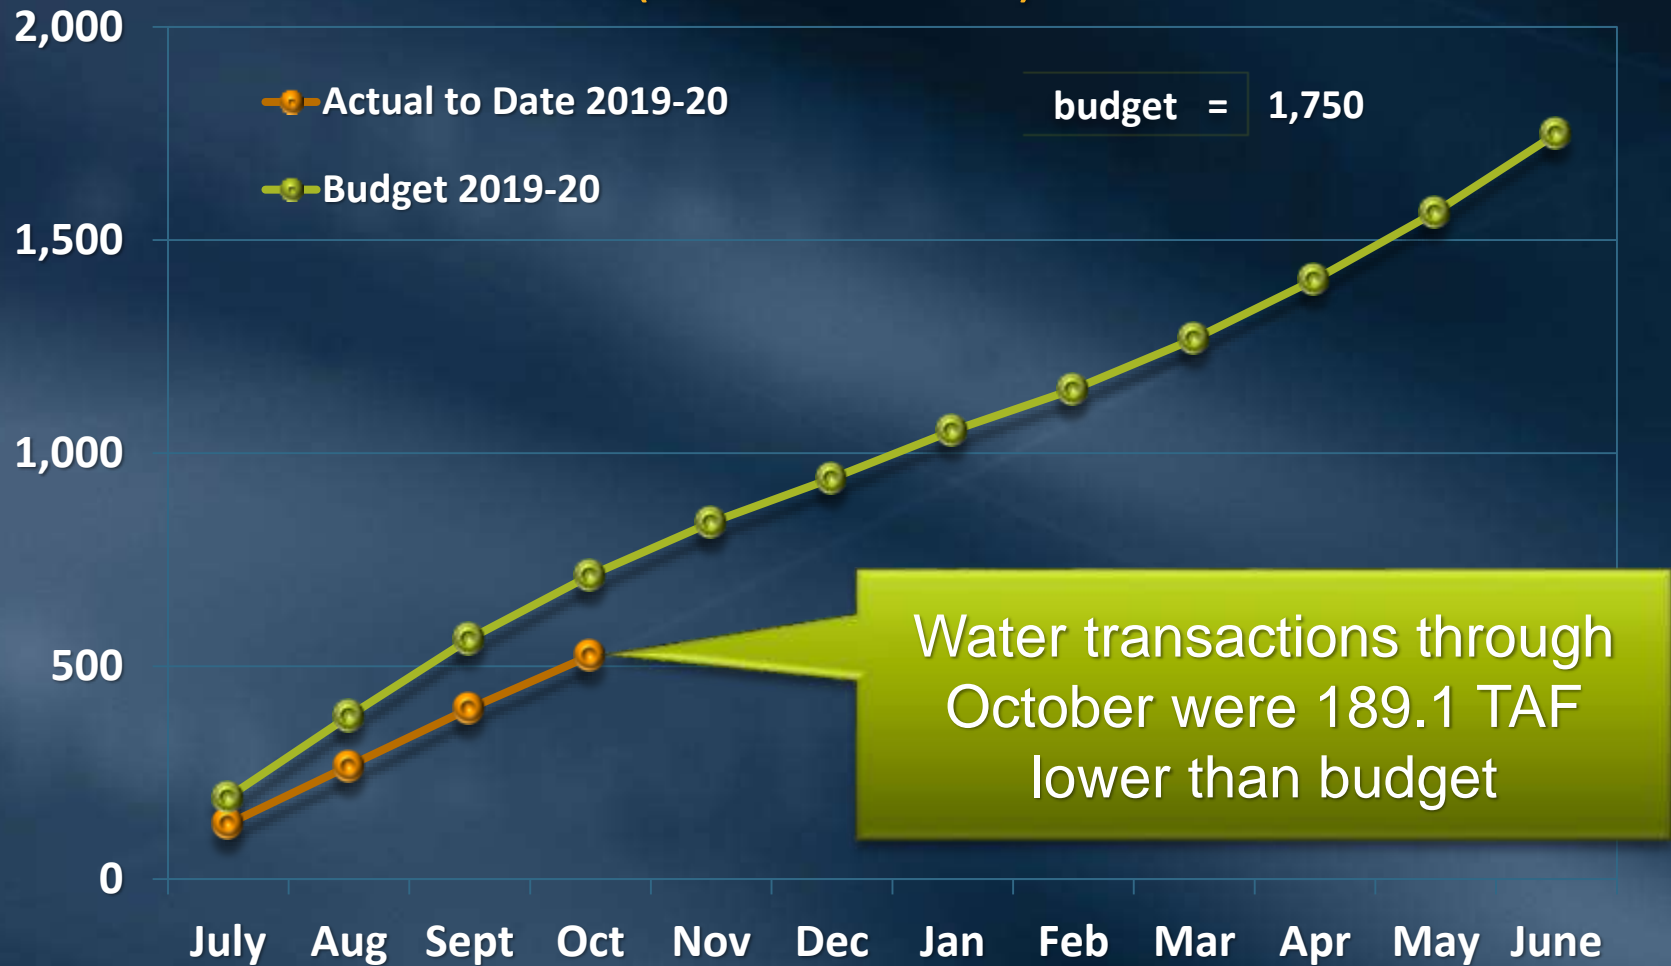 2,000
Actual to Date 2019-20
budget = 1,750
Budget 2019-20
1,500
1,000
500
0
Water transactions through
October were 189.1 TAF
lower than budget
July Aug Sept Oct Nov Dec Jan Feb Mar Apr May June